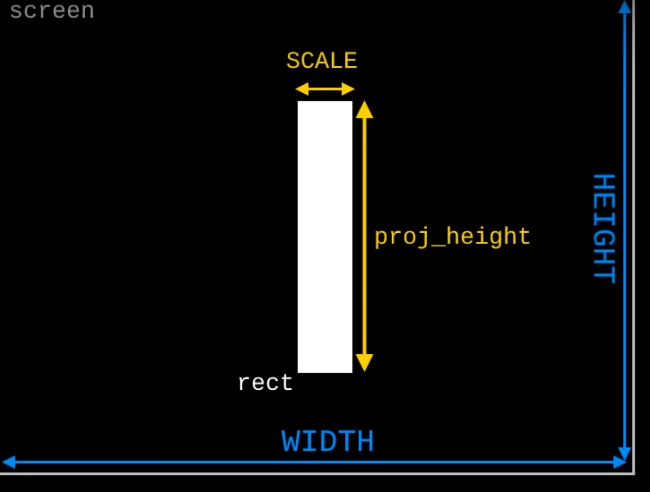 screen
SCALE
HEIGHT
proj_height
rect
WIDTH